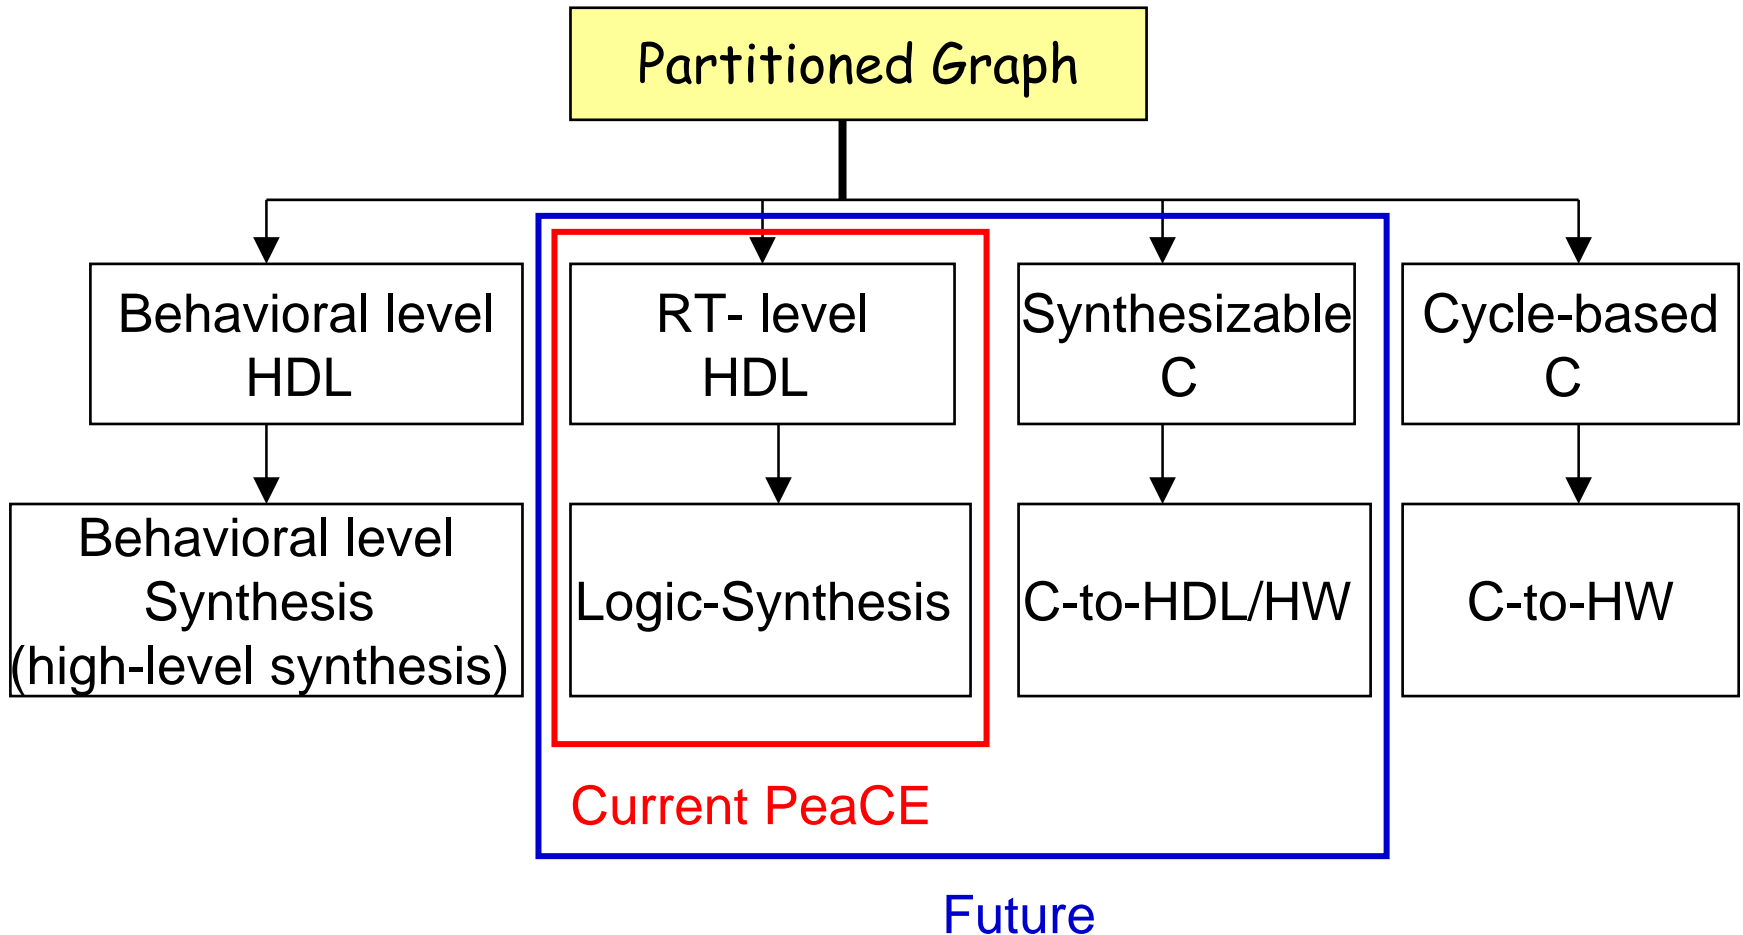 Partitioned Graph
Behavioral level
HDL
RT- level
HDL
Synthesizable
C
Cycle-based
C
Behavioral level
Synthesis
(high-level synthesis)
Logic-Synthesis
C-to-HDL/HW
C-to-HW
Current PeaCE
Future